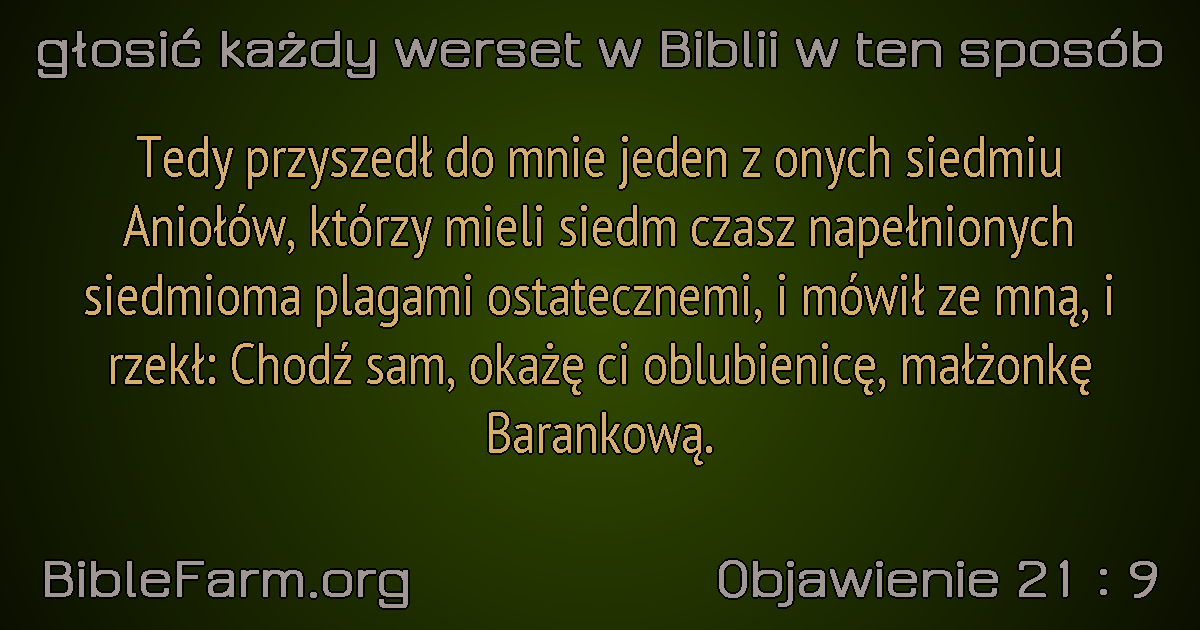 głosić każdy werset w Biblii w ten sposób
Tedy przyszedł do mnie jeden z onych siedmiu
Aniołów, którzy mieli siedm czasz napełnionych
siedmioma plagami ostatecznemi, i mówił ze mną, i
rzekł: Chodź sam, okażę ci oblubienicę, małżonkę
Barankową.
BibleFarm.org
Objawienie 21 : 9